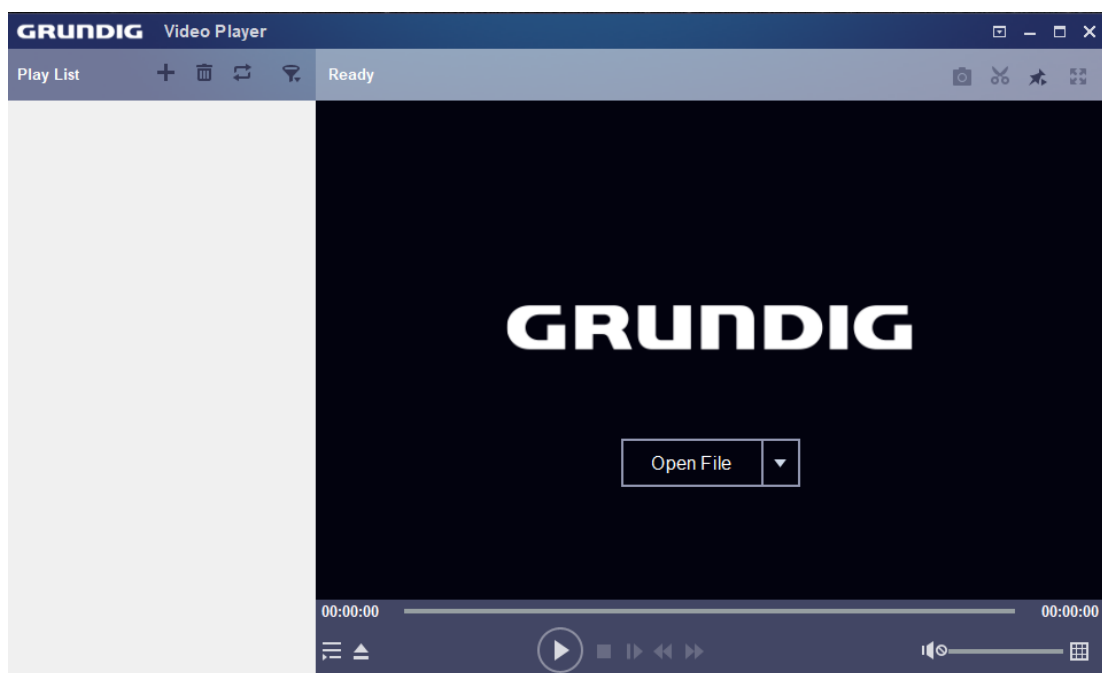 GRUNDIG Video Player
Play List
Ready
GRUNDIG
Open File
00:00:00
00:00:00